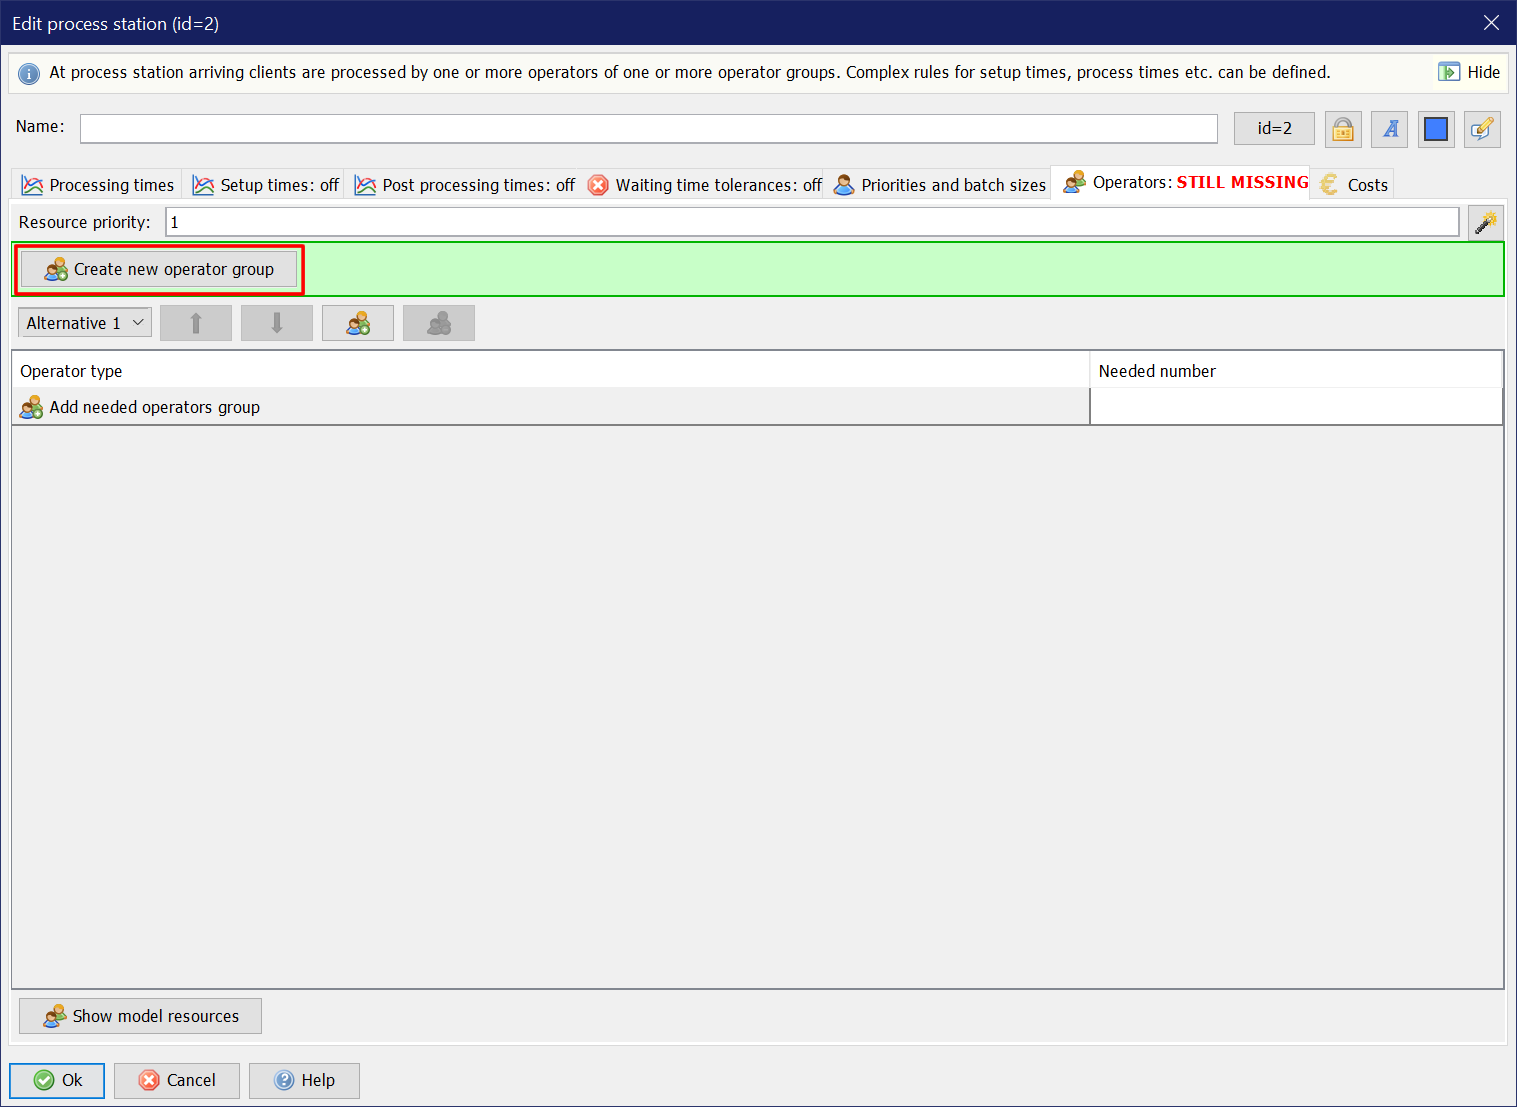 Edit process station (id=2)
At process station arriving clients are processed by one or more operators of one or more operator groups. Complex rules for setup times, process times etc. can be defined. Hide
Name: id=2
Processing times Setup times: off Post processing times: off Waiting time tolerances: off Priorities and batch sizes Operators: STILL MISSING Costs
Resource priority: 1
Create new operator group
Alternative 1
Operator type Needed number
Add needed operators group
Show model resources
Ok Cancel Help